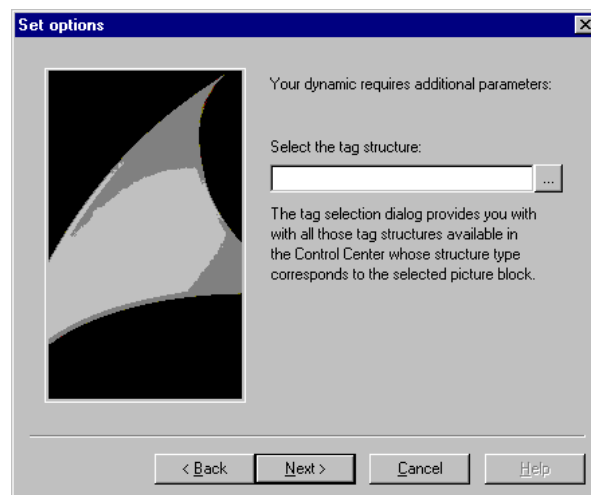 Set options
Your dynamic requires additional parameters:
Select the tag structure:
...
The tag selection dialog provides you with
with all those tag structures available in
the Control Center whose structure type
corresponds to the selected picture block.
< Back
Next >
Cancel
Help